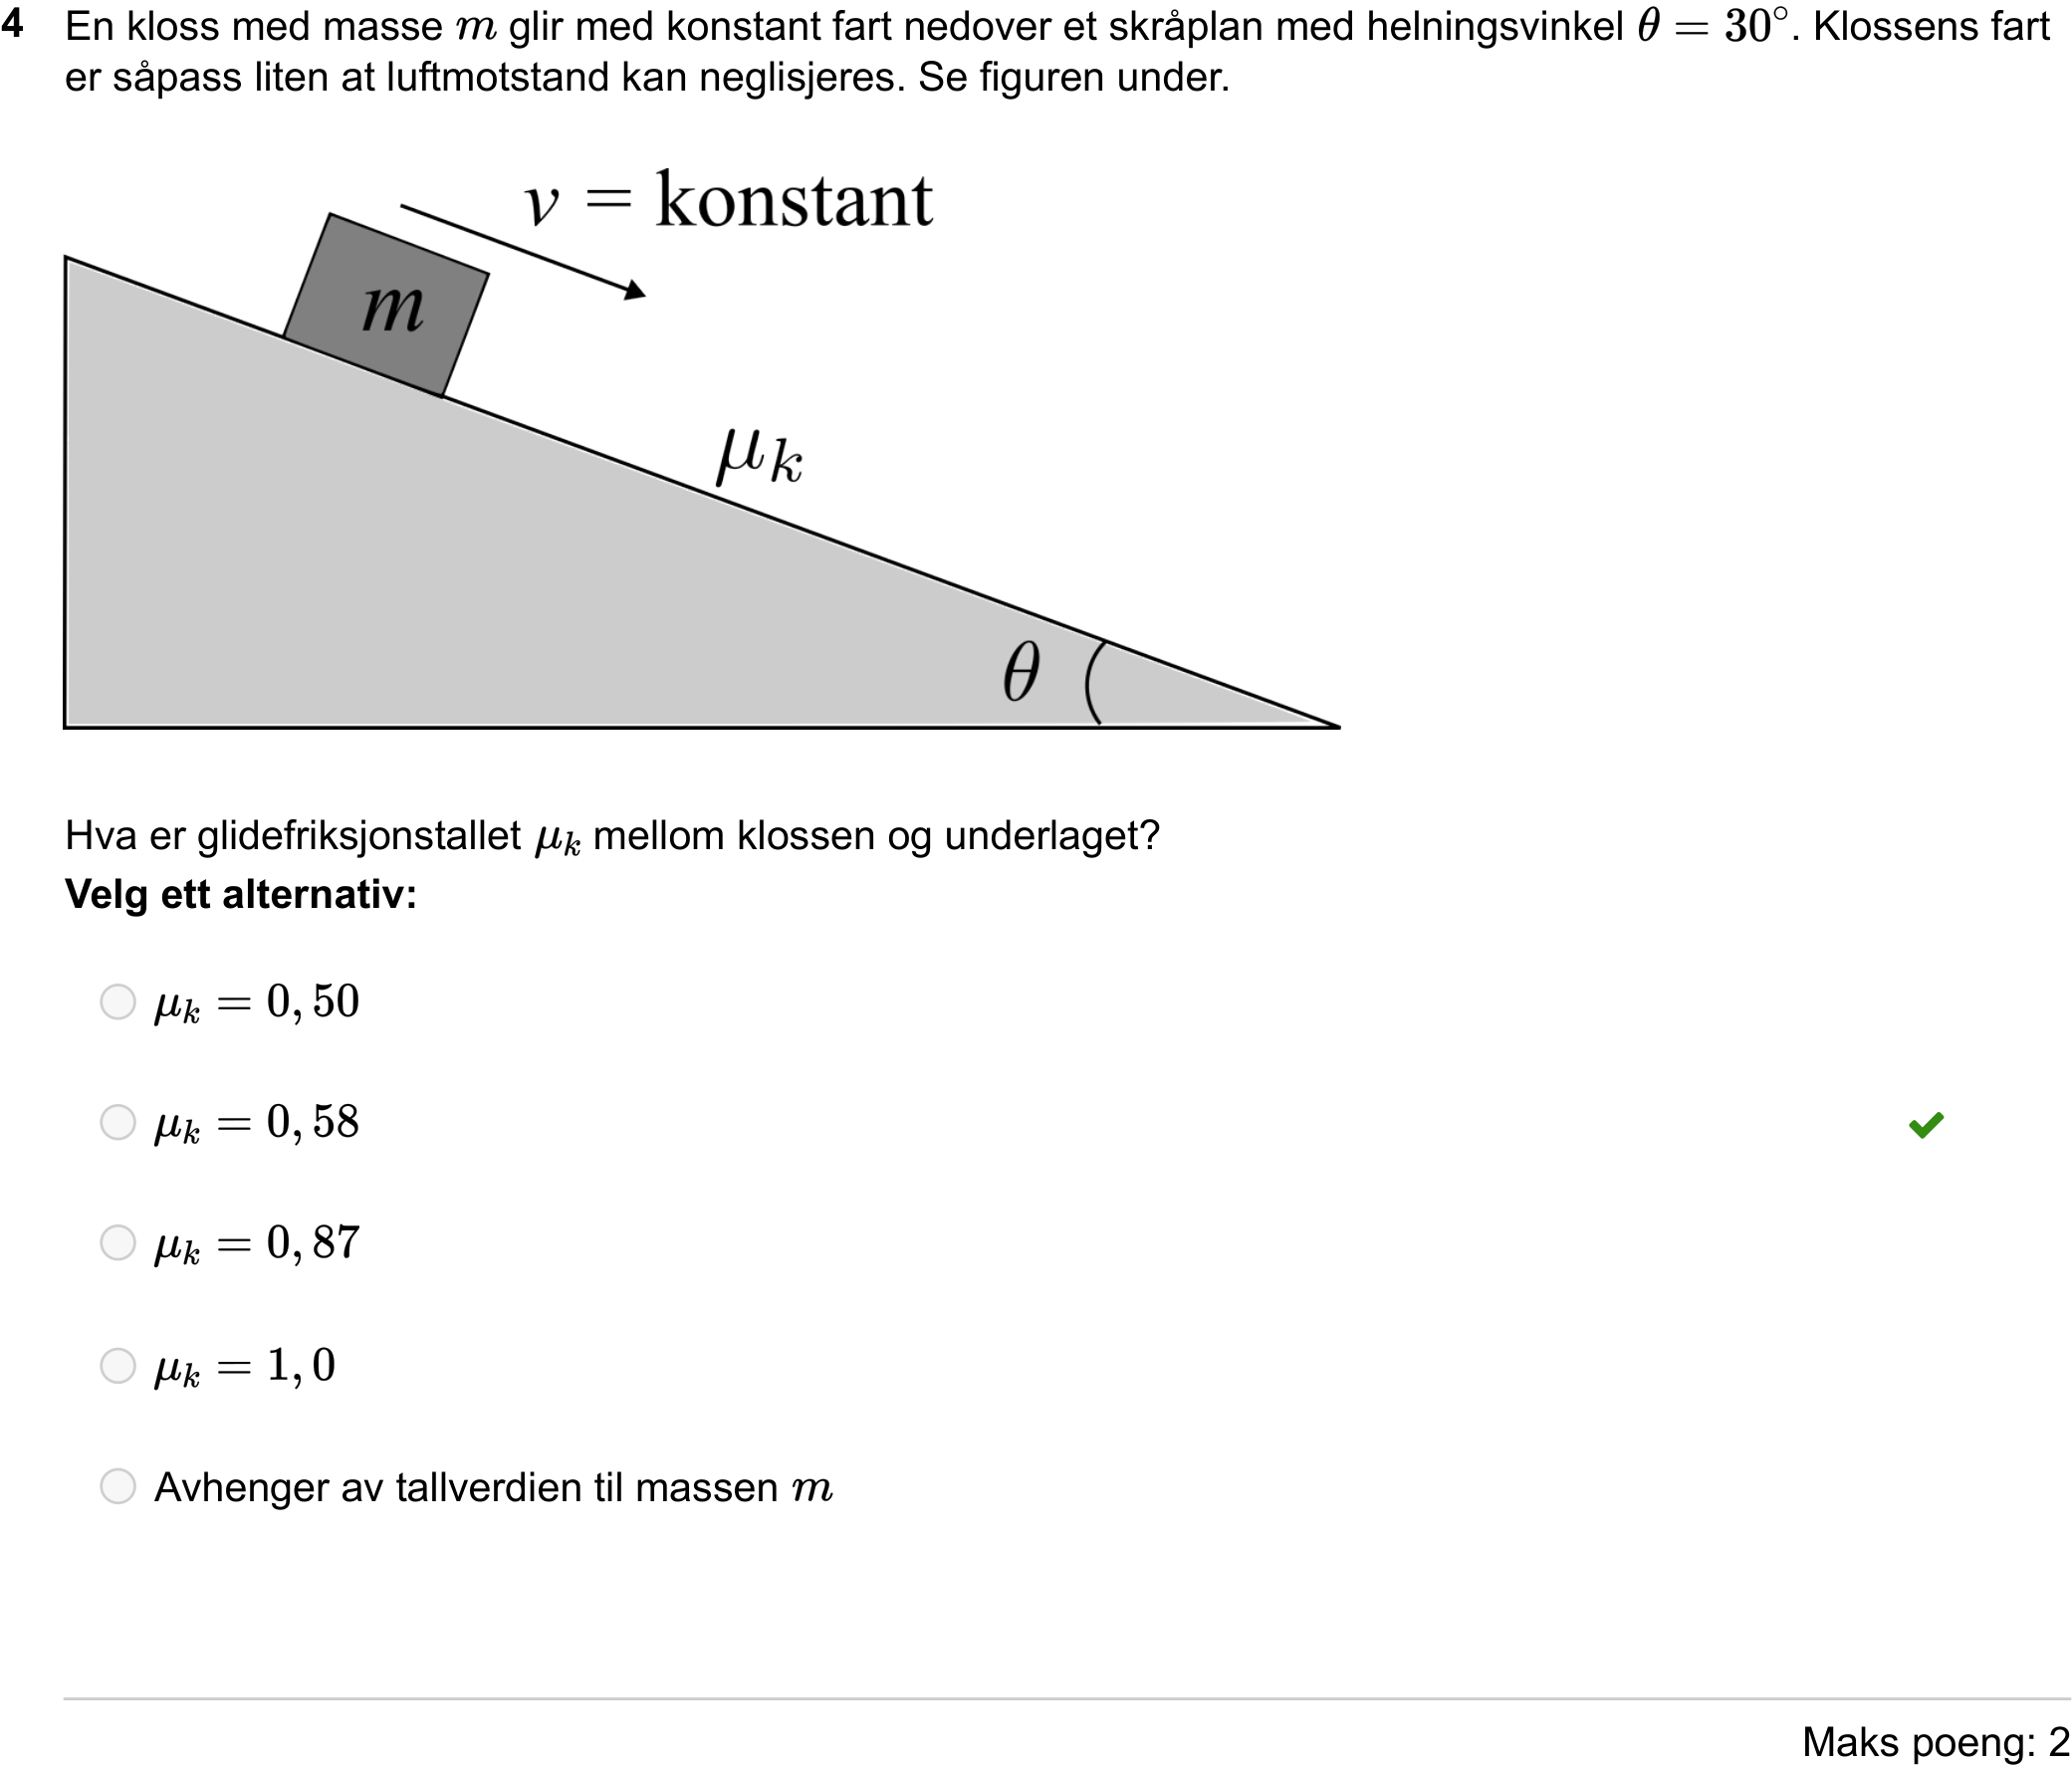 4 En kloss med masse m glir med konstant fart nedover et skråplan med helningsvinkel θ = 30°. Klossens fart
er såpass liten at luftmotstand kan neglisjeres. Se figuren under.
v = konstant
m
μk
θ
Hva er glidefriksjonstallet μk mellom klossen og underlaget?
Velg ett alternativ:
μk = 0, 50
μk = 0, 58
μk = 0, 87
μk = 1, 0
Avhenger av tallverdien til massen m
Maks poeng: 2